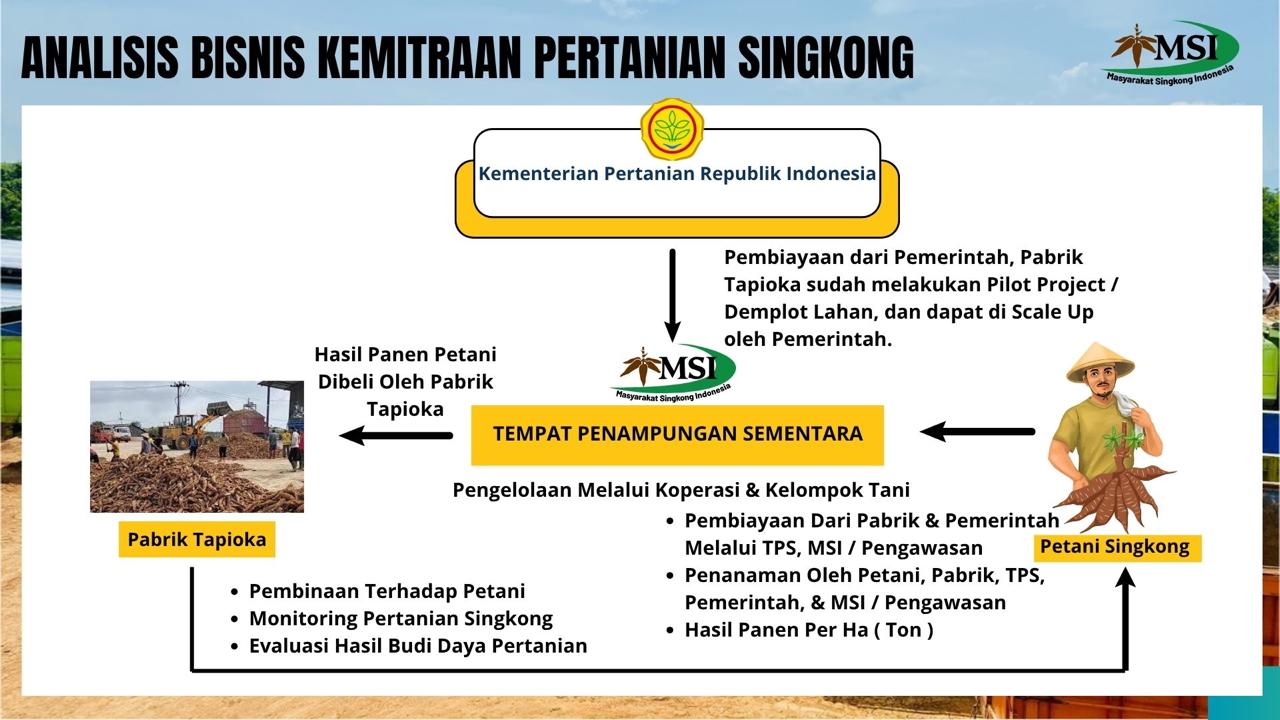 ANALISIS BISNIS KEMITRAAN PERTANIAN SINGKONG
MSI
Masyarakat Singkong Indonesia
Kementerian Pertanian Republik Indonesia
Pembiayaan dari Pemerintah, Pabrik
Tapioka sudah melakukan Pilot Project /
Demplot Lahan, dan dapat di Scale Up
oleh Pemerintah.
Hasil Panen Petani
Dibeli Oleh Pabrik
Tapioka
MSI
Masyarakat Singkong Indonesia
TEMPAT PENAMPUNGAN SEMENTARA
Pengelolaan Melalui Koperasi & Kelompok Tani
• Pembiayaan Dari Pabrik & Pemerintah
Melalui TPS, MSI / Pengawasan
• Penanaman Oleh Petani, Pabrik, TPS,
Pemerintah, & MSI / Pengawasan
• Hasil Panen Per Ha ( Ton )
Petani Singkong
Pabrik Tapioka
• Pembinaan Terhadap Petani
• Monitoring Pertanian Singkong
• Evaluasi Hasil Budi Daya Pertanian